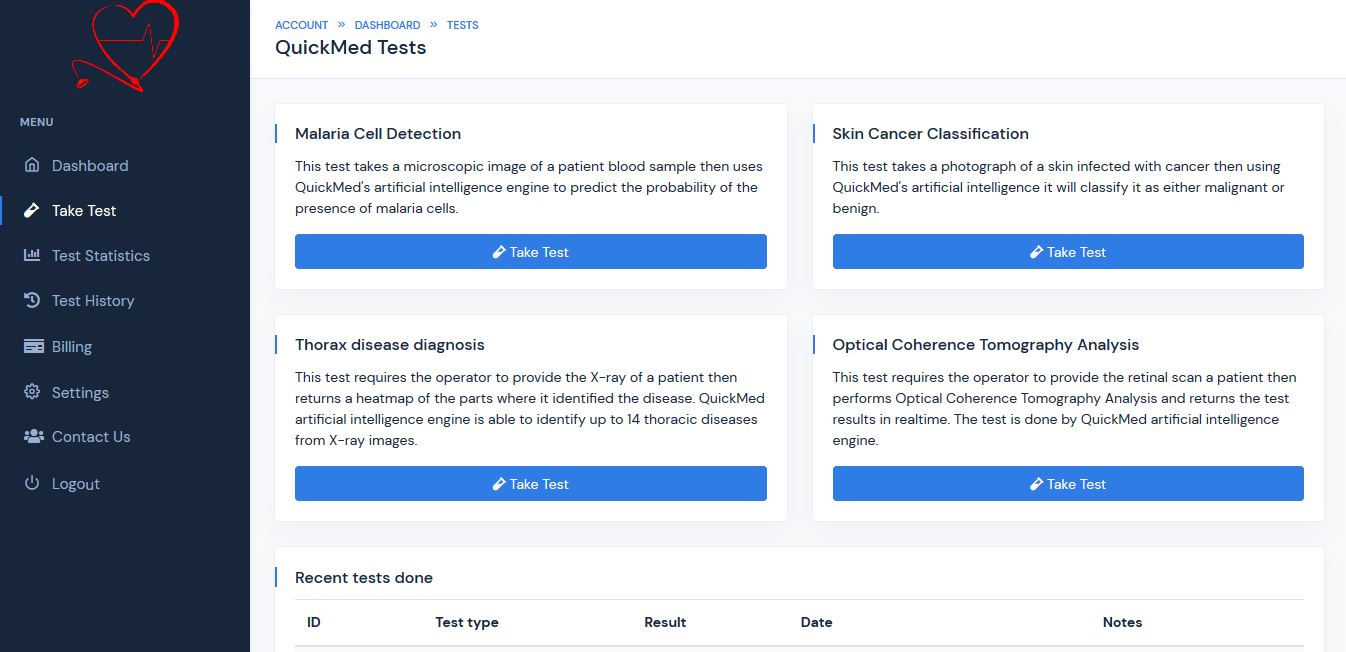 MENU
Dashboard
Take Test
Test Statistics
Test History
Billing
Settings
Contact Us
Logout
ACCOUNT » DASHBOARD » TESTS
QuickMed Tests
Malaria Cell Detection
This test takes a microscopic image of a patient blood sample then uses
QuickMed's artificial intelligence engine to predict the probability of the
presence of malaria cells.
Take Test
Skin Cancer Classification
This test takes a photograph of a skin infected with cancer then using
QuickMed's artificial intelligence it will classify it as either malignant or
benign.
Take Test
Thorax disease diagnosis
This test requires the operator to provide the X-ray of a patient then
returns a heatmap of the parts where it identified the disease. QuickMed
artificial intelligence engine is able to identify up to 14 thoracic diseases
from X-ray images.
Take Test
Optical Coherence Tomography Analysis
This test requires the operator to provide the retinal scan a patient then
performs Optical Coherence Tomography Analysis and returns the test
results in realtime. The test is done by QuickMed artificial intelligence
engine.
Take Test
Recent tests done
ID Test type Result Date Notes